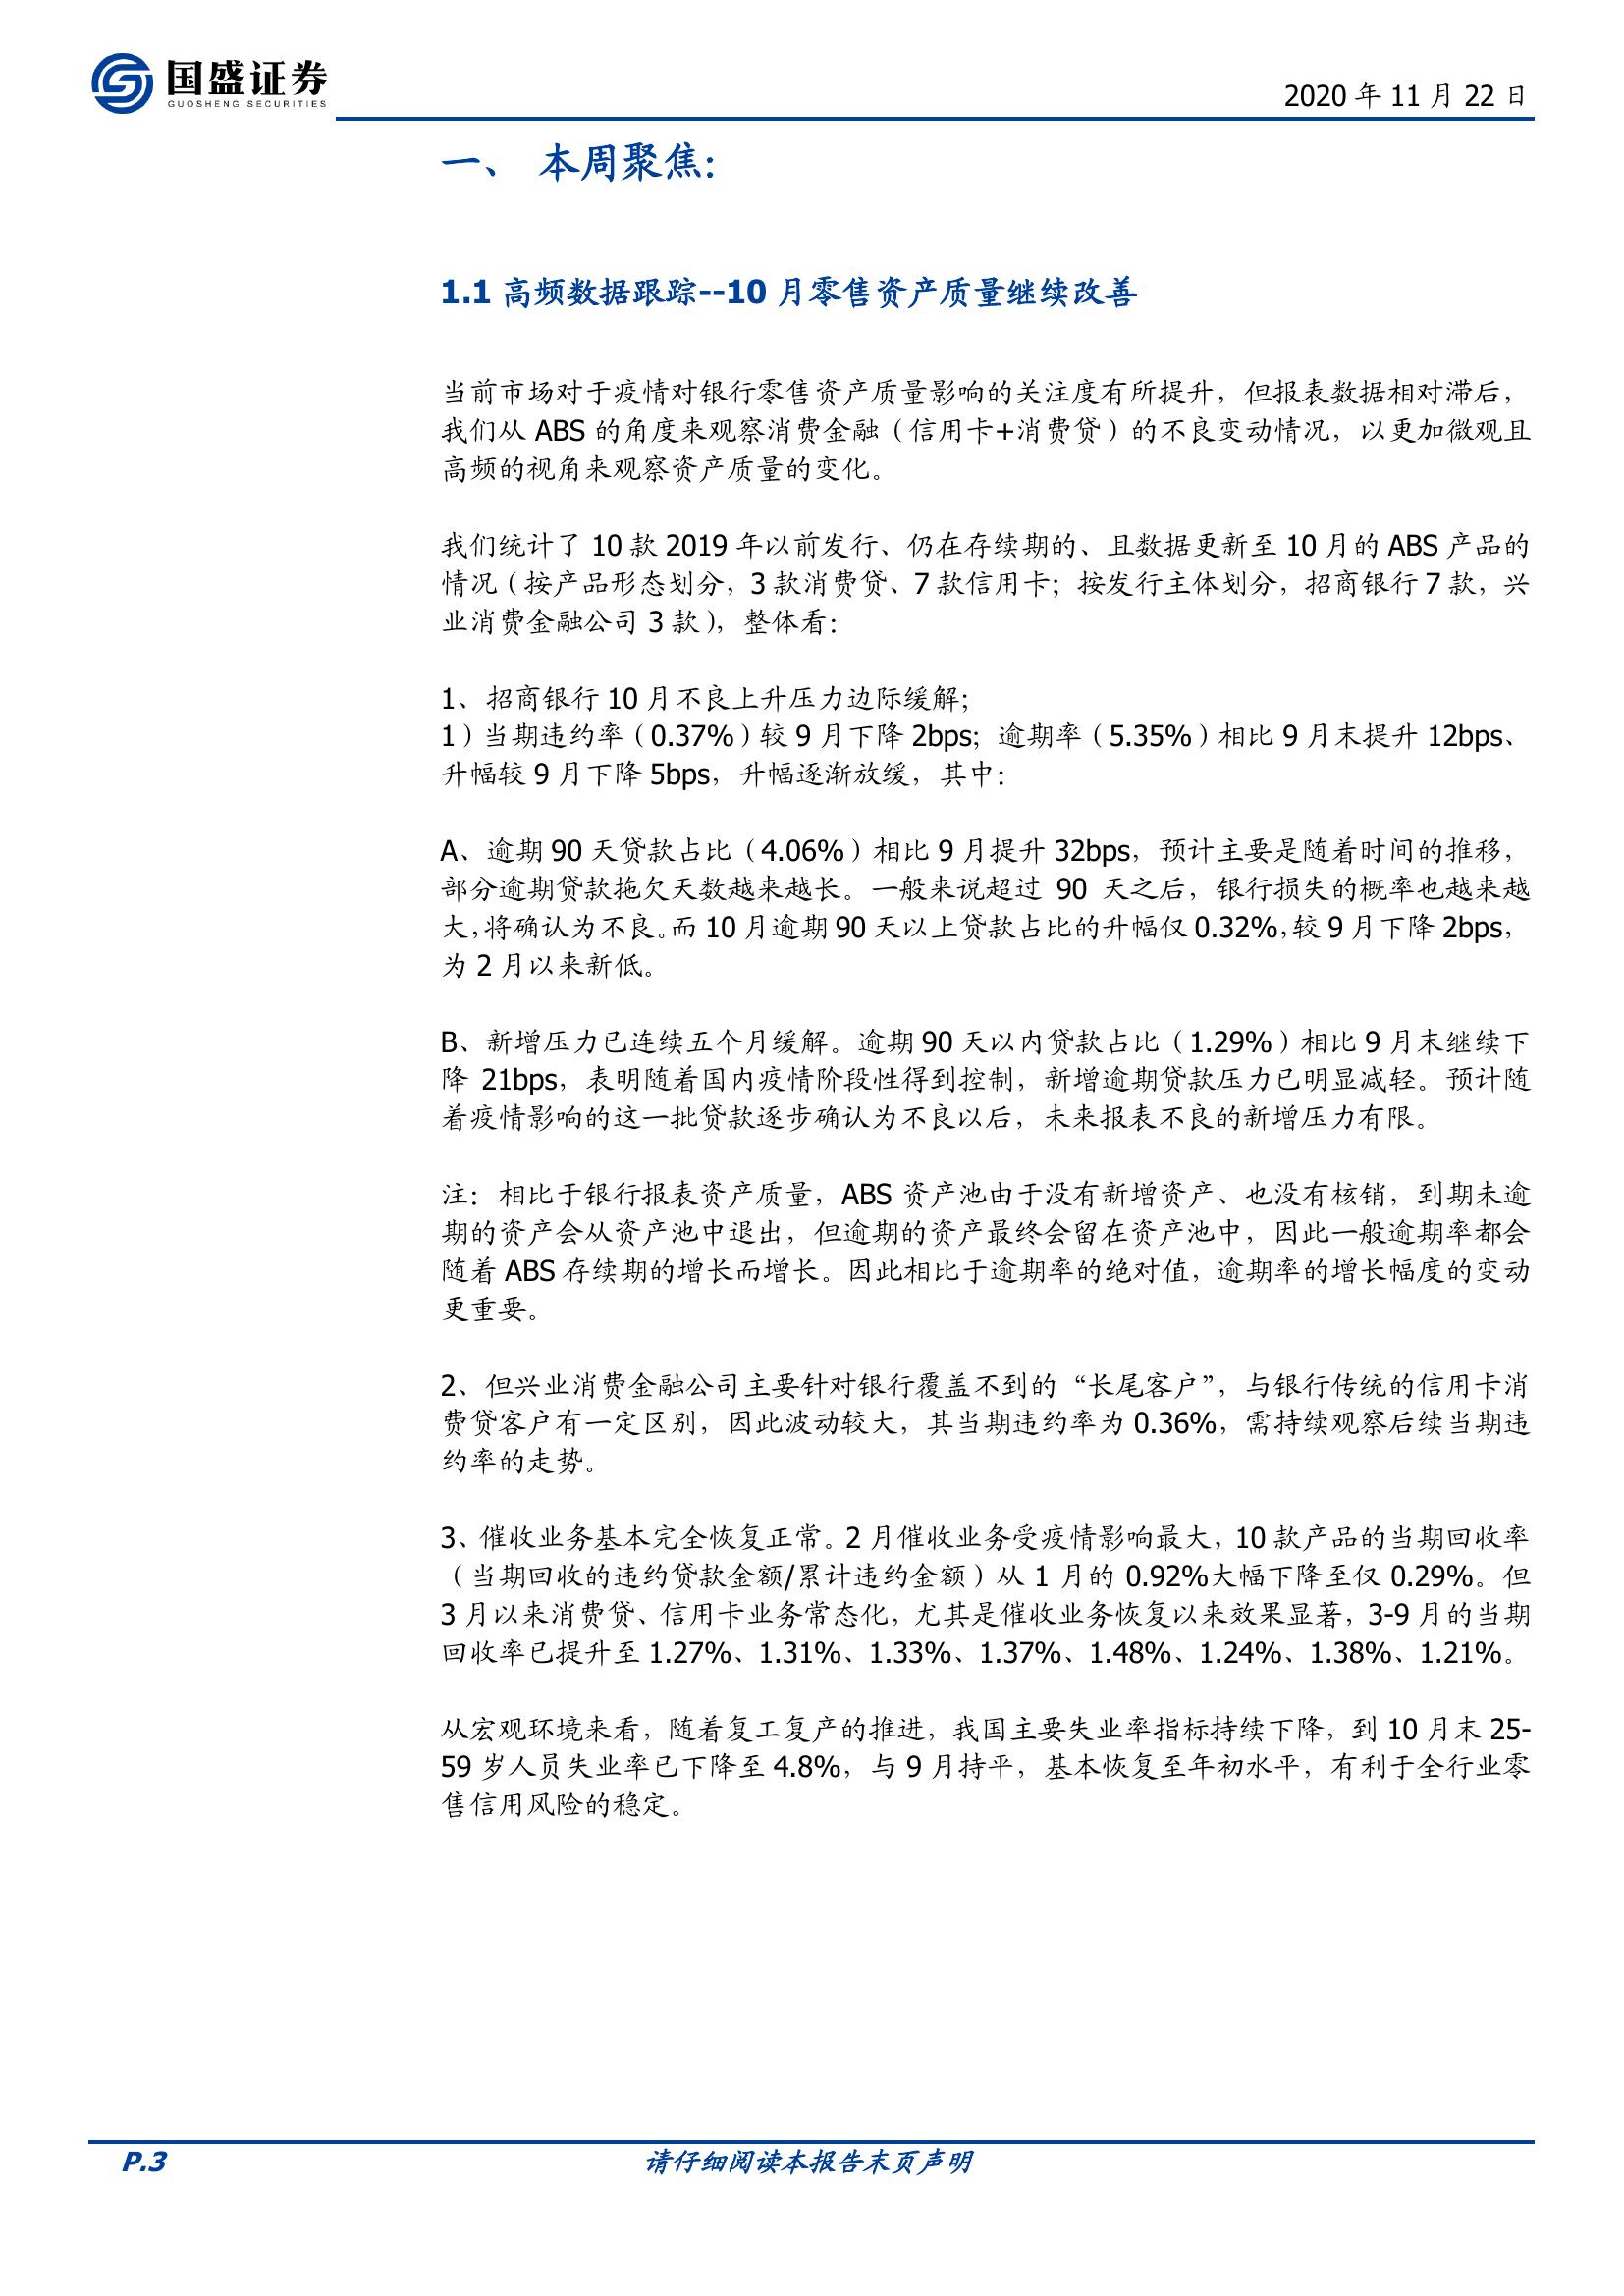 国盛证券
GUOSHENG SECURITIES
2020 年 11 月 22 日
一、 本周聚焦：
1.1 高频数据跟踪--10 月零售资产质量继续改善
当前市场对于疫情对银行零售资产质量影响的关注度有所提升，但报表数据相对滞后，
我们从 ABS 的角度来观察消费金融（信用卡+消费贷）的不良变动情况，以更加微观且
高频的视角来观察资产质量的变化。
我们统计了 10 款 2019 年以前发行、仍在存续期的、且数据更新至 10 月的 ABS 产品的
情况（按产品形态划分，3 款消费贷、7 款信用卡；按发行主体划分，招商银行 7 款，兴
业消费金融公司 3 款），整体看：
1、招商银行 10 月不良上升压力边际缓解；
1）当期违约率（0.37%）较 9 月下降 2bps；逾期率（5.35%）相比 9 月末提升 12bps、
升幅较 9 月下降 5bps，升幅逐渐放缓，其中：
A、逾期 90 天贷款占比（4.06%）相比 9 月提升 32bps，预计主要是随着时间的推移，
部分逾期贷款拖欠天数越来越长。一般来说超过 90 天之后，银行损失的概率也越来越
大，将确认为不良。而 10 月逾期 90 天以上贷款占比的升幅仅 0.32%，较 9 月下降 2bps，
为 2 月以来新低。
B、新增压力已连续五个月缓解。逾期 90 天以内贷款占比（1.29%）相比 9 月末继续下
降 21bps，表明随着国内疫情阶段性得到控制，新增逾期贷款压力已明显减轻。预计随
着疫情影响的这一批贷款逐步确认为不良以后，未来报表不良的新增压力有限。
注：相比于银行报表资产质量，ABS 资产池由于没有新增资产、也没有核销，到期未逾
期的资产会从资产池中退出，但逾期的资产最终会留在资产池中，因此一般逾期率都会
随着 ABS 存续期的增长而增长。因此相比于逾期率的绝对值，逾期率的增长幅度的变动
更重要。
2、但兴业消费金融公司主要针对银行覆盖不到的“长尾客户”，与银行传统的信用卡消
费贷客户有一定区别，因此波动较大，其当期违约率为 0.36%，需持续观察后续当期违
约率的走势。
3、催收业务基本完全恢复正常。2 月催收业务受疫情影响最大，10 款产品的当期回收率
（当期回收的违约贷款金额/累计违约金额）从 1 月的 0.92%大幅下降至仅 0.29%。但
3 月以来消费贷、信用卡业务常态化，尤其是催收业务恢复以来效果显著，3-9 月的当期
回收率已提升至 1.27%、1.31%、1.33%、1.37%、1.48%、1.24%、1.38%、1.21%。
从宏观环境来看，随着复工复产的推进，我国主要失业率指标持续下降，到 10 月末 25-
59 岁人员失业率已下降至 4.8%，与 9 月持平，基本恢复至年初水平，有利于全行业零
售信用风险的稳定。
P.3
请仔细阅读本报告末页声明